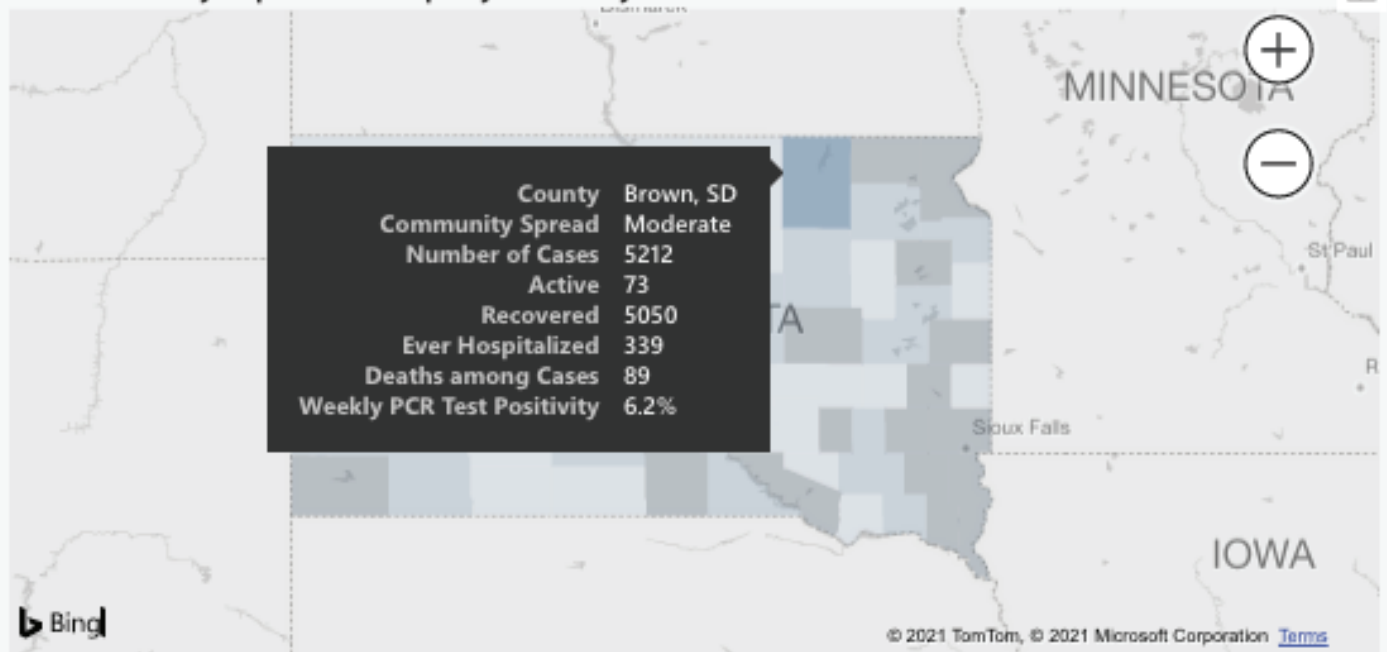 MINNESOTA
County Brown, SD
Community Spread Moderate
Number of Cases 5212
Active 73
Recovered 5050
Ever Hospitalized 339
Deaths among Cases 89
Weekly PCR Test Positivity 6.2%
St Paul
TA
R
Sioux Falls
IOWA
Bing
© 2021 TomTom, © 2021 Microsoft Corporation Terms